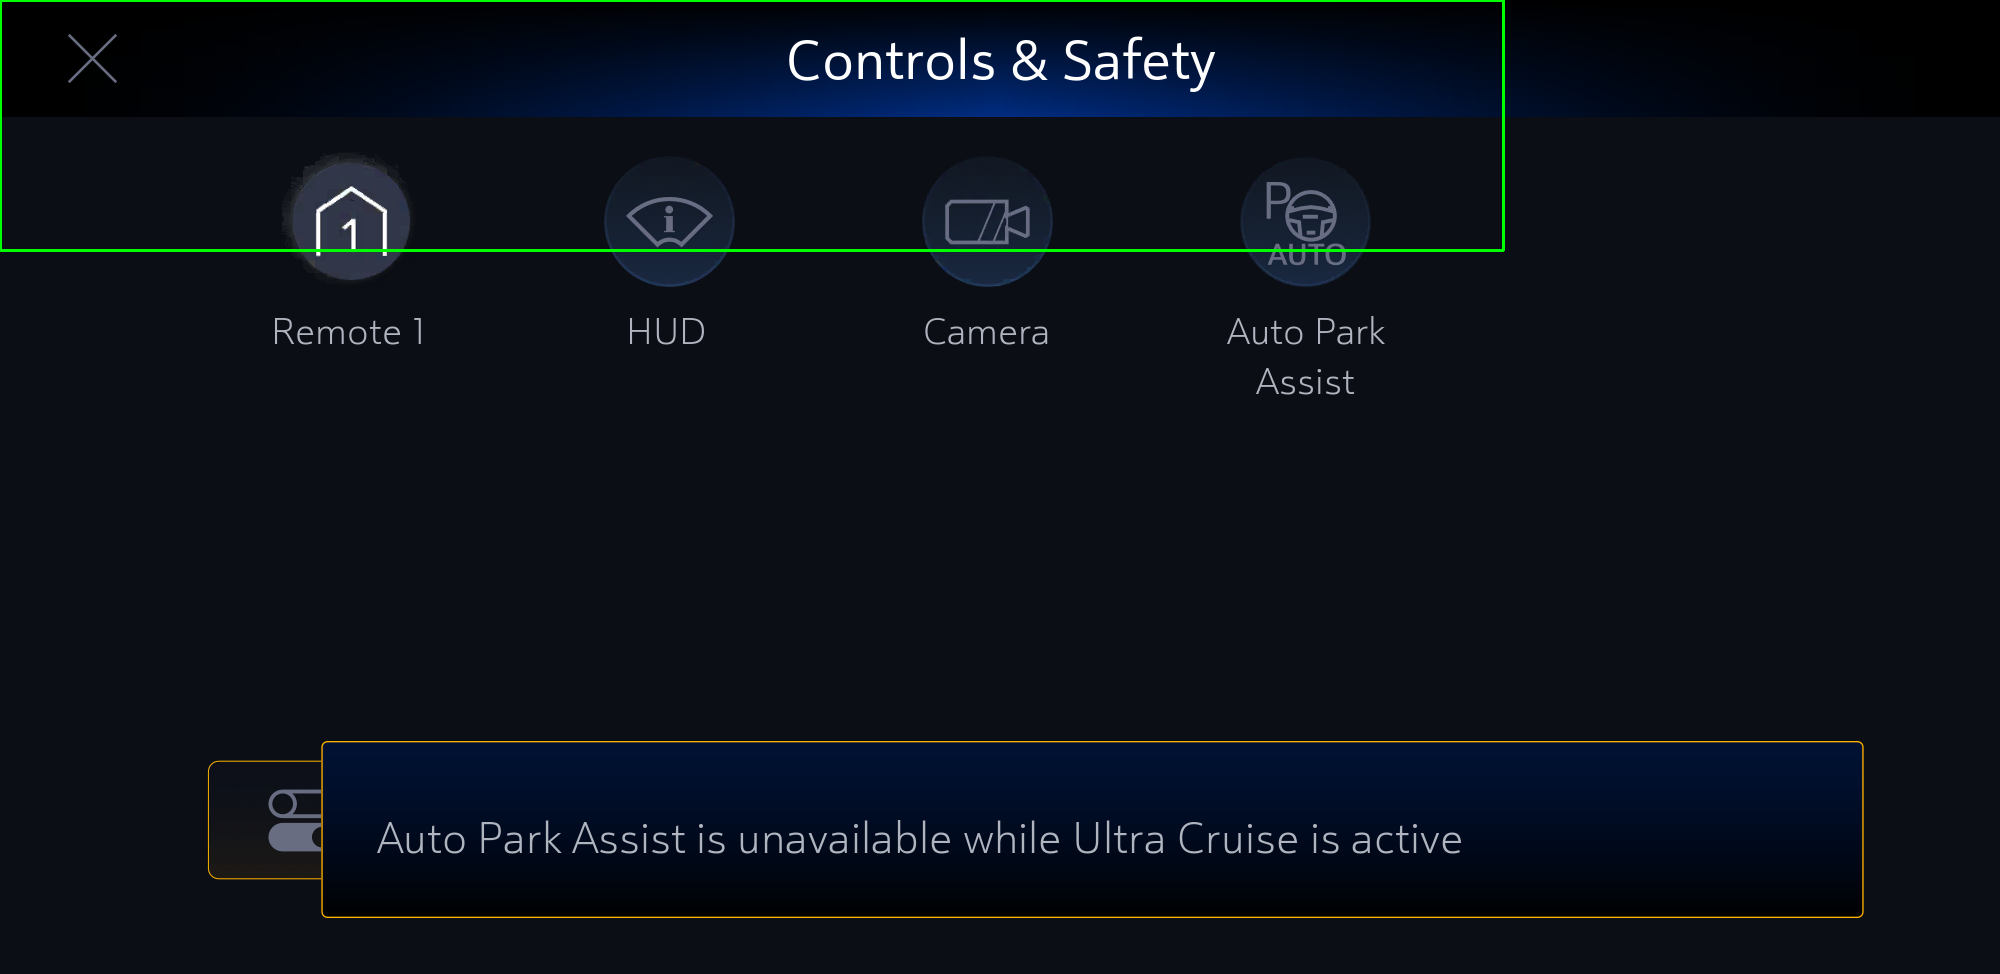 Controls & Safety
1
i
P
AUTO
Remote 1
HUD
Camera
Auto Park
Assist
Auto Park Assist is unavailable while Ultra Cruise is active